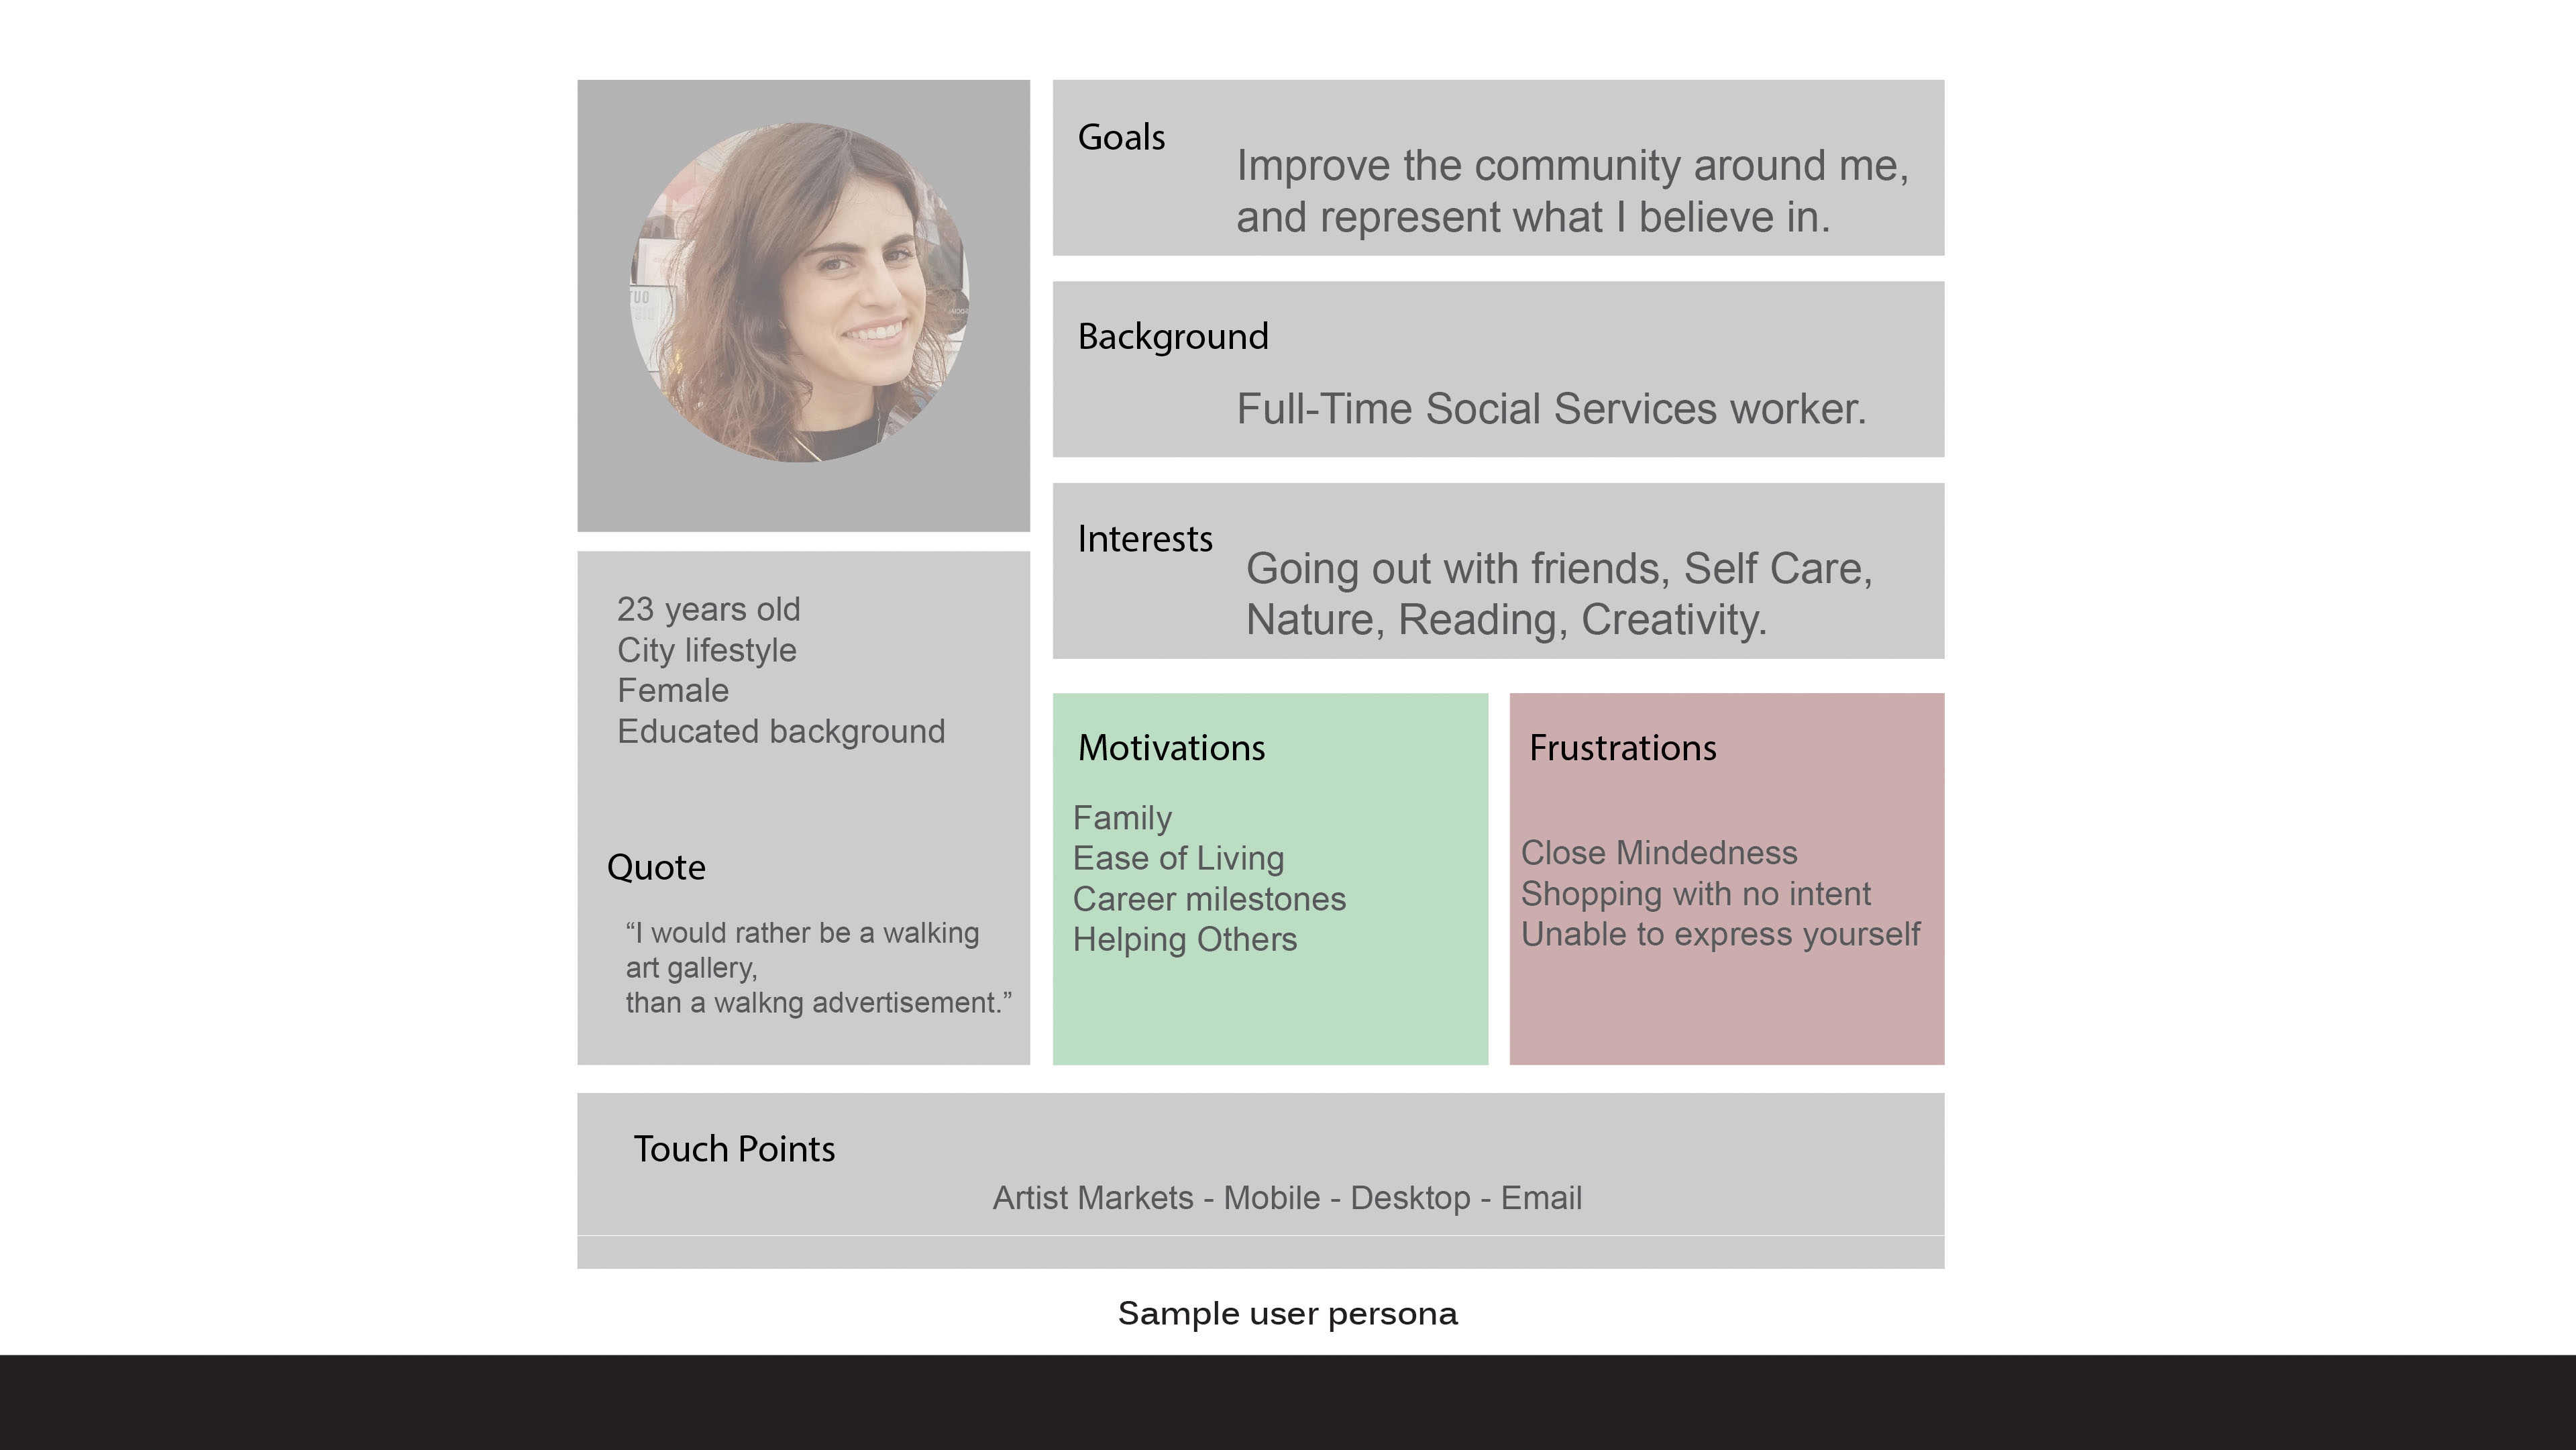 Goals
Improve the community around me,
and represent what I believe in.
Background
Full-Time Social Services worker.
Interests
Going out with friends, Self Care,
Nature, Reading, Creativity.
23 years old
City lifestyle
Female
Educated background
Quote
“I would rather be a walking
art gallery,
than a walkng advertisement.”
Motivations
Family
Ease of Living
Career milestones
Helping Others
Frustrations
Close Mindedness
Shopping with no intent
Unable to express yourself
Touch Points
Artist Markets - Mobile - Desktop - Email
Sample user persona